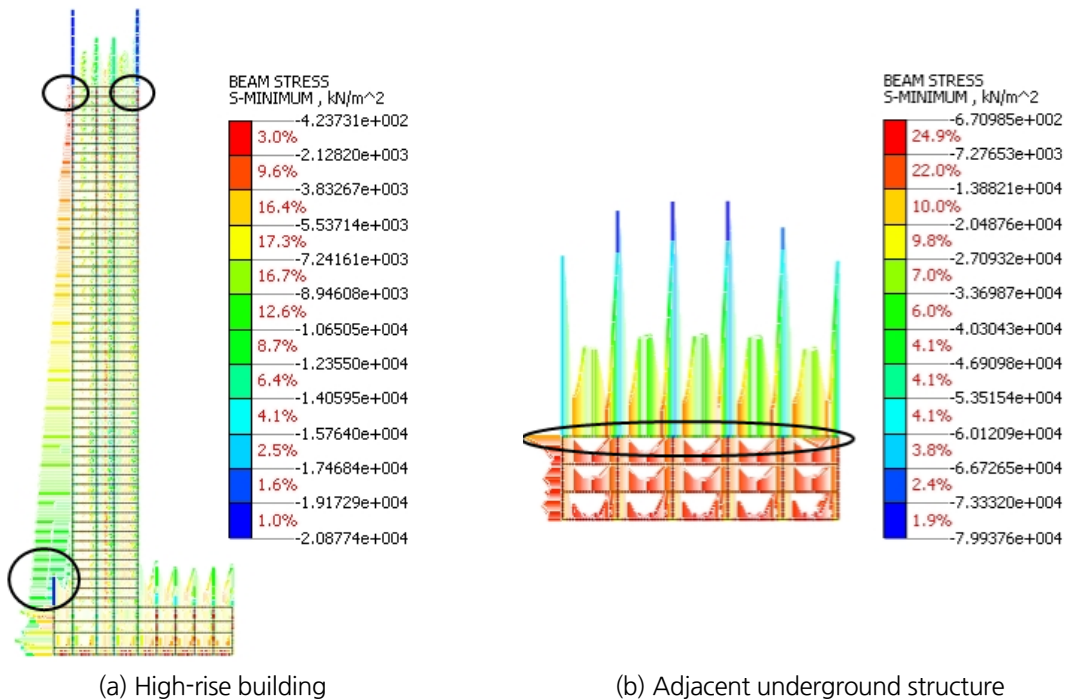 BEAM STRESS
S-MINIMUM , kN/m^2
-4.23731e+002
3.0%
-2.12820e+003
9.6%
-3.83267e+003
16.4%
-5.53714e+003
17.3%
-7.24161e+003
16.7%
-8.94608e+003
12.6%
-1.06505e+004
8.7%
-1.23550e+004
6.4%
-1.40595e+004
4.1%
-1.57640e+004
2.5%
-1.74684e+004
1.6%
-1.91729e+004
1.0%
-2.08774e+004
(a) High-rise building
BEAM STRESS
S-MINIMUM , kN/m^2
-6.70985e+002
24.9%
-7.27653e+003
22.0%
-1.38821e+004
10.0%
-2.04876e+004
9.8%
-2.70932e+004
7.0%
-3.36987e+004
6.0%
-4.03043e+004
4.1%
-4.69098e+004
4.1%
-5.35154e+004
4.1%
-6.01209e+004
3.8%
-6.67265e+004
2.4%
-7.33320e+004
1.9%
-7.99376e+004
(b) Adjacent underground structure